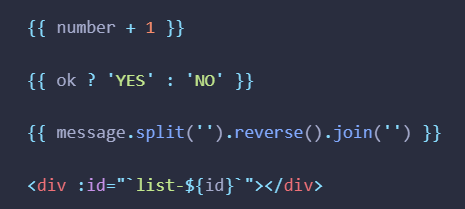 {{ number + 1 }}
{{ ok ? 'YES' : 'NO' }}
{{ message.split('').reverse().join('') }}
<div :id="`list-${id}`"></div>